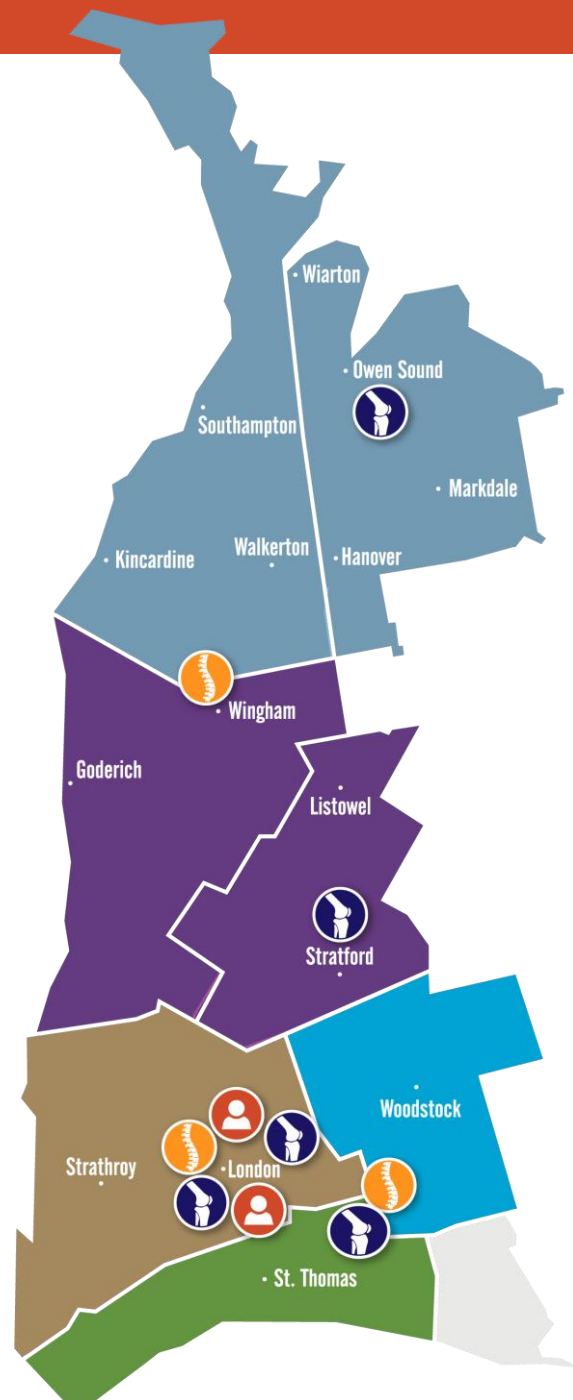 Wiarton
Owen Sound
Southampton
Markdale
Walkerton
Hanover
Kincardine
Wingham
Goderich
Listowel
Stratford
Woodstock
London
Strathroy
St. Thomas